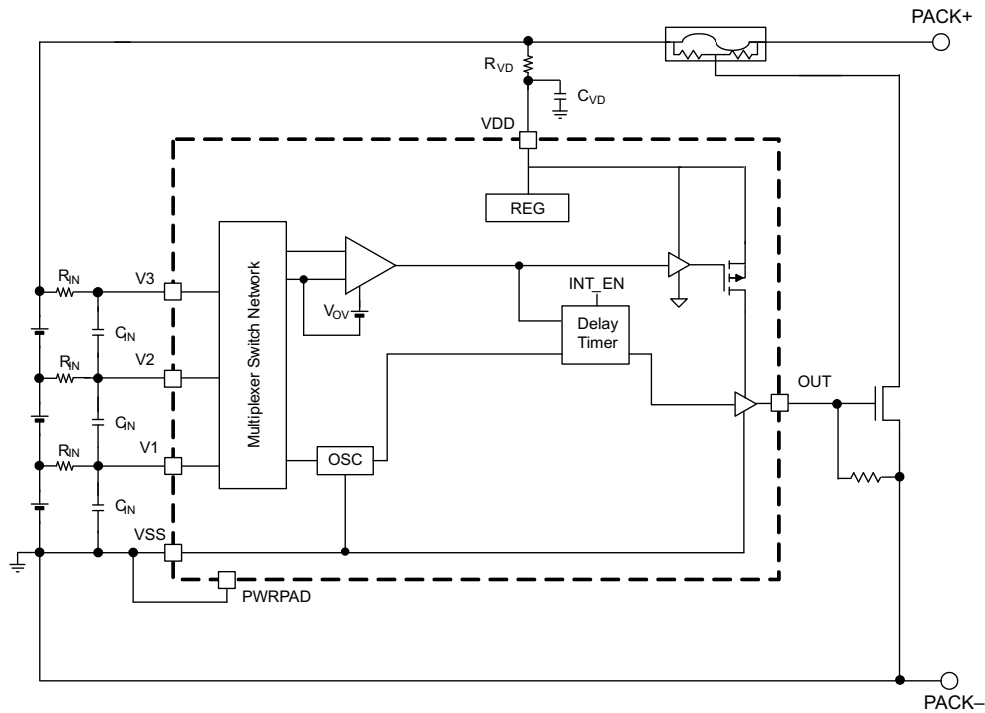 PACK+
RVD
CVD
VDD
REG
RIN
V3
INT_EN
VOV
Delay
Timer
CIN
Multiplexer Switch Network
RIN
V2
OUT
CIN
RIN
V1
OSC
CIN
VSS
PWRPAD
PACK–